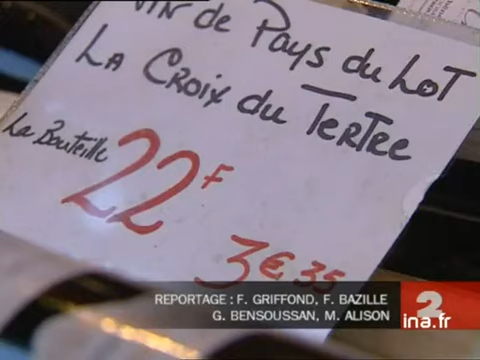 VIN de Pays du LOT
LA CROIX du TERTRE
La Bouteille 22F
3€35
REPORTAGE : F. GRIFFOND, F. BAZILLE
G. BENSOUSSAN, M. ALISON
2
ina.fr